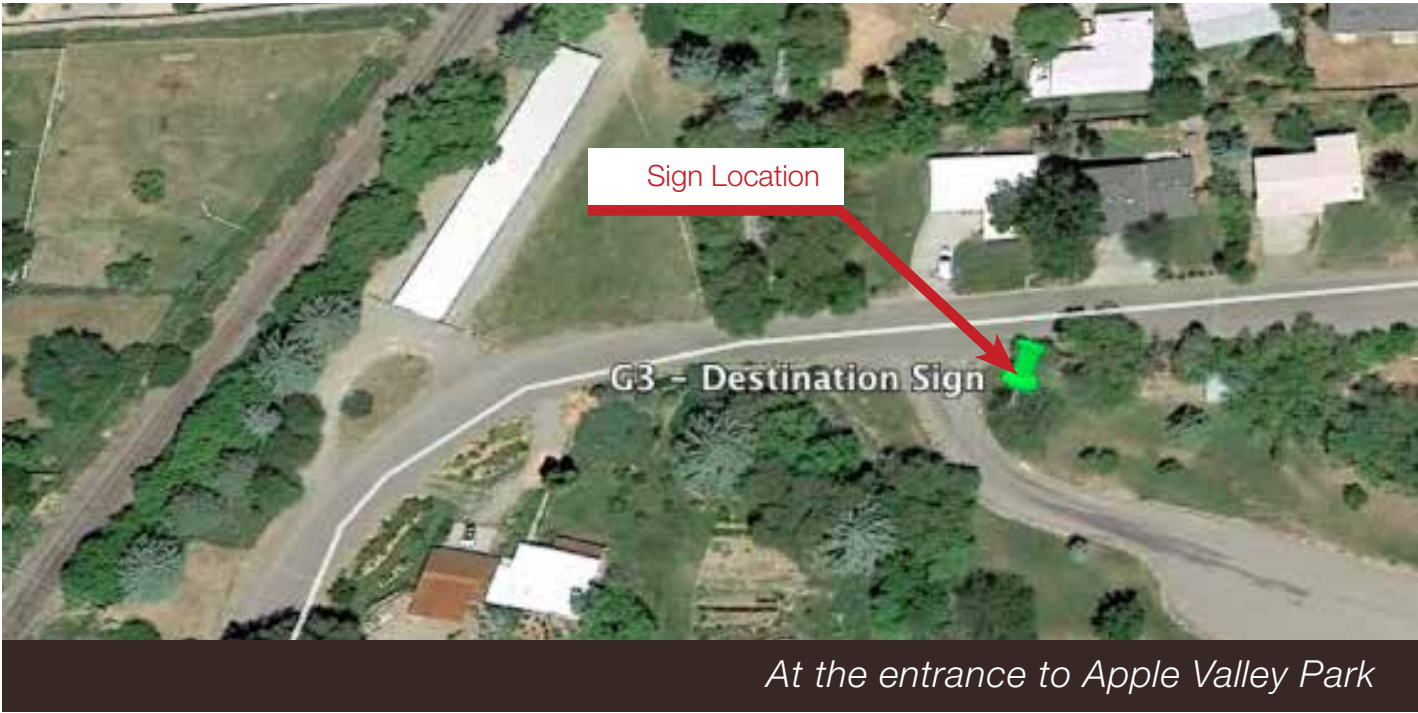 Sign Location
G3 - Destination Sign
At the entrance to Apple Valley Park